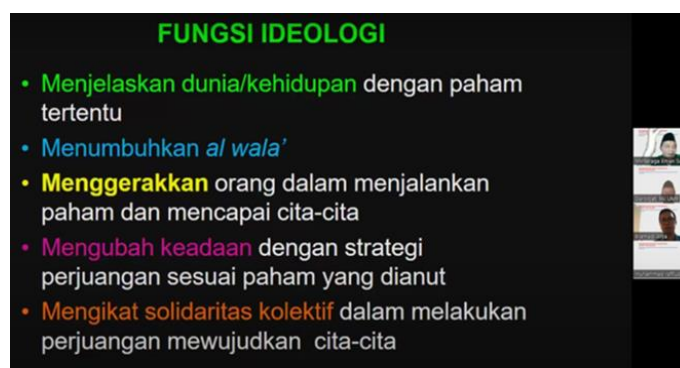 FUNGSI IDEOLOGI
• Menjelaskan dunia/kehidupan dengan paham
tertentu
• Menumbuhkan al wala'
• Menggerakkan orang dalam menjalankan
paham dan mencapai cita-cita
• Mengubah keadaan dengan strategi
perjuangan sesuai paham yang dianut
• Mengikat solidaritas kolektif dalam melakukan
perjuangan mewujudkan cita-cita